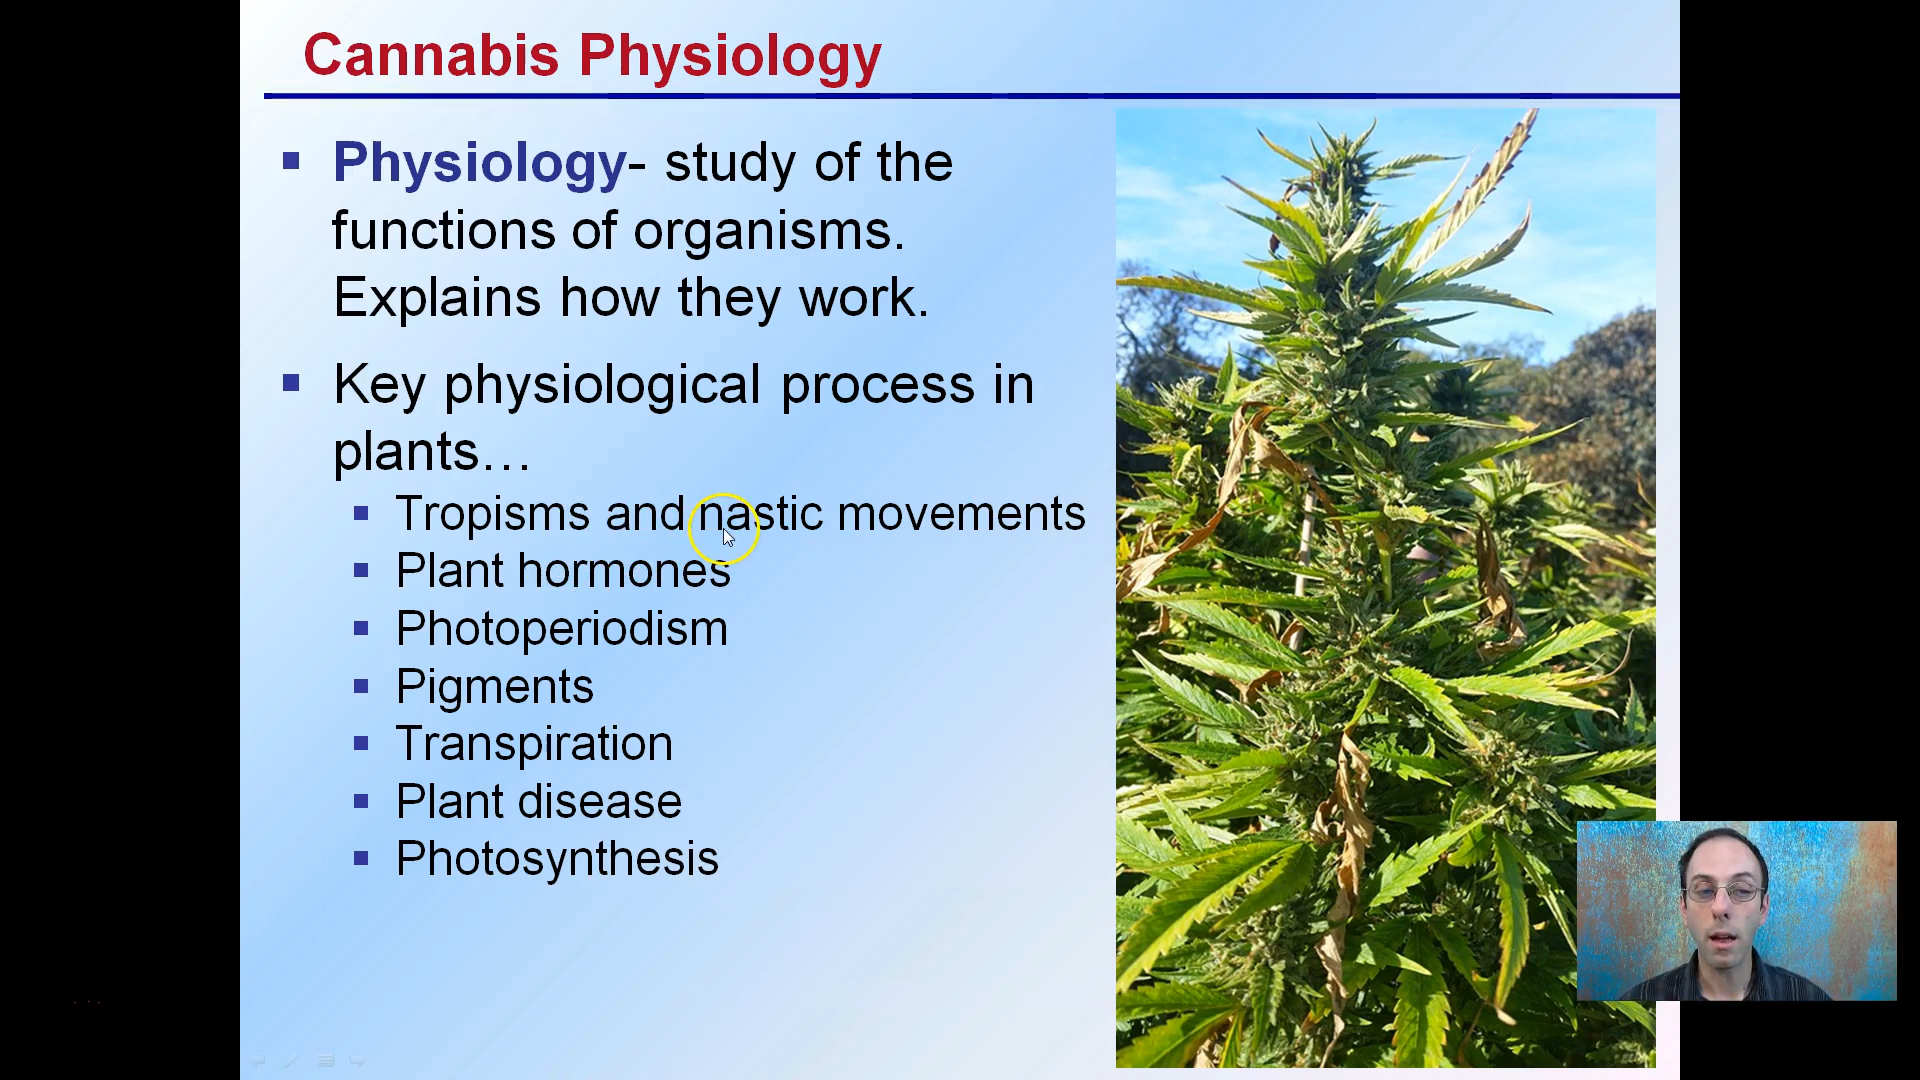 Cannabis Physiology
Physiology- study of the
functions of organisms.
Explains how they work.
Key physiological process in
plants…
Tropisms and nastic movements
Plant hormones
Photoperiodism
Pigments
Transpiration
Plant disease
Photosynthesis